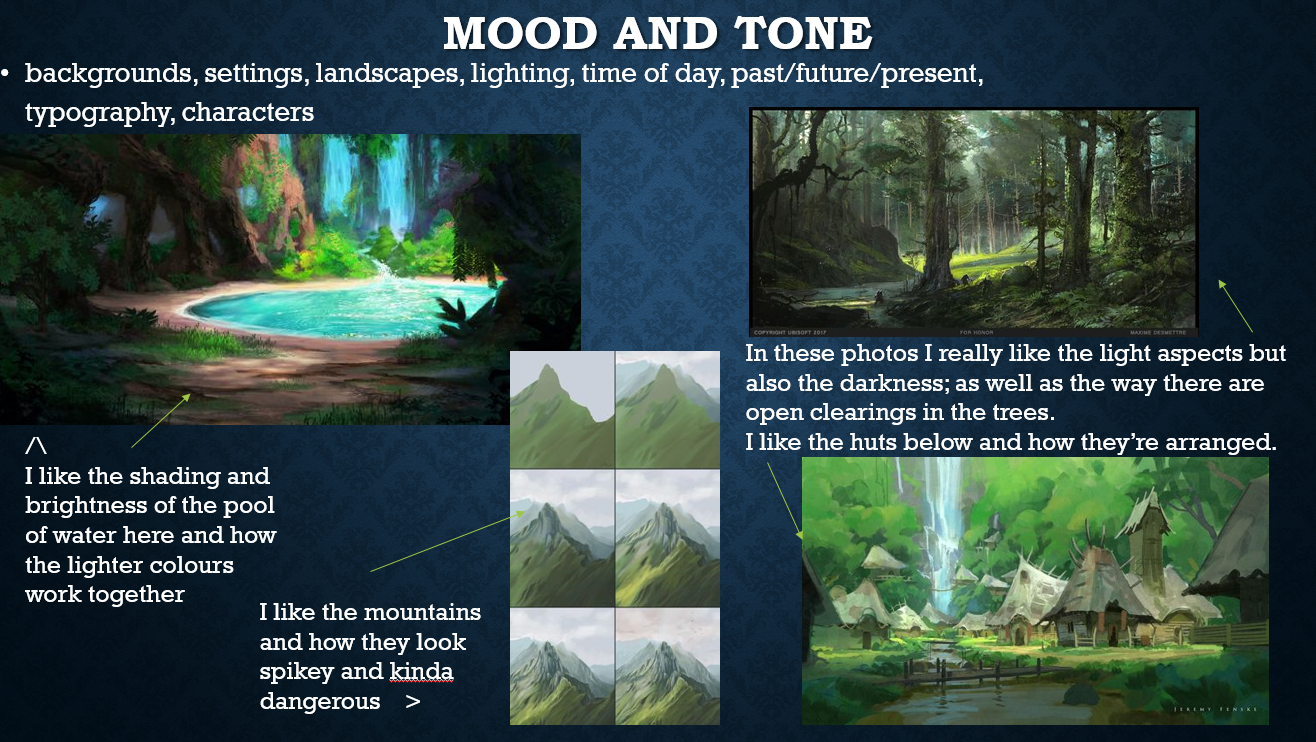 MOOD AND TONE
• backgrounds, settings, landscapes, lighting, time of day, past/future/present,
typography, characters
COPYRIGHT UBISOFT 2017 FOR HONOR MAXIME DESMETTRE
In these photos I really like the light aspects but
also the darkness; as well as the way there are
open clearings in the trees.
I like the huts below and how they’re arranged.
/\
I like the shading and
brightness of the pool
of water here and how
the lighter colours
work together
I like the mountains
and how they look
spikey and kinda
dangerous >
JEREMY FENSKE